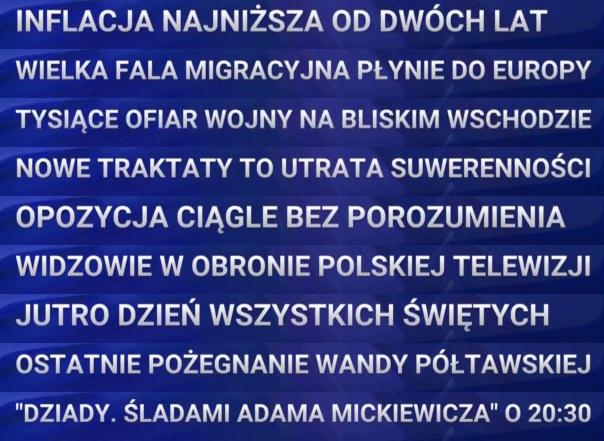 INFLACJA NAJNIŻSZA OD DWÓCH LAT
WIELKA FALA MIGRACYJNA PŁYNIE DO EUROPY
TYSIĄCE OFIAR WOJNY NA BLISKIM WSCHODZIE
NOWE TRAKTATY TO UTRATA SUWERENNOŚCI
OPOZYCJA CIĄGLE BEZ POROZUMIENIA
WIDZOWIE W OBRONIE POLSKIEJ TELEWIZJI
JUTRO DZIEŃ WSZYSTKICH ŚWIĘTYCH
OSTATNIE POŻEGNANIE WANDY PÓŁTAWSKIEJ
"DZIADY. ŚLADAMI ADAMA MICKIEWICZA" O 20:30